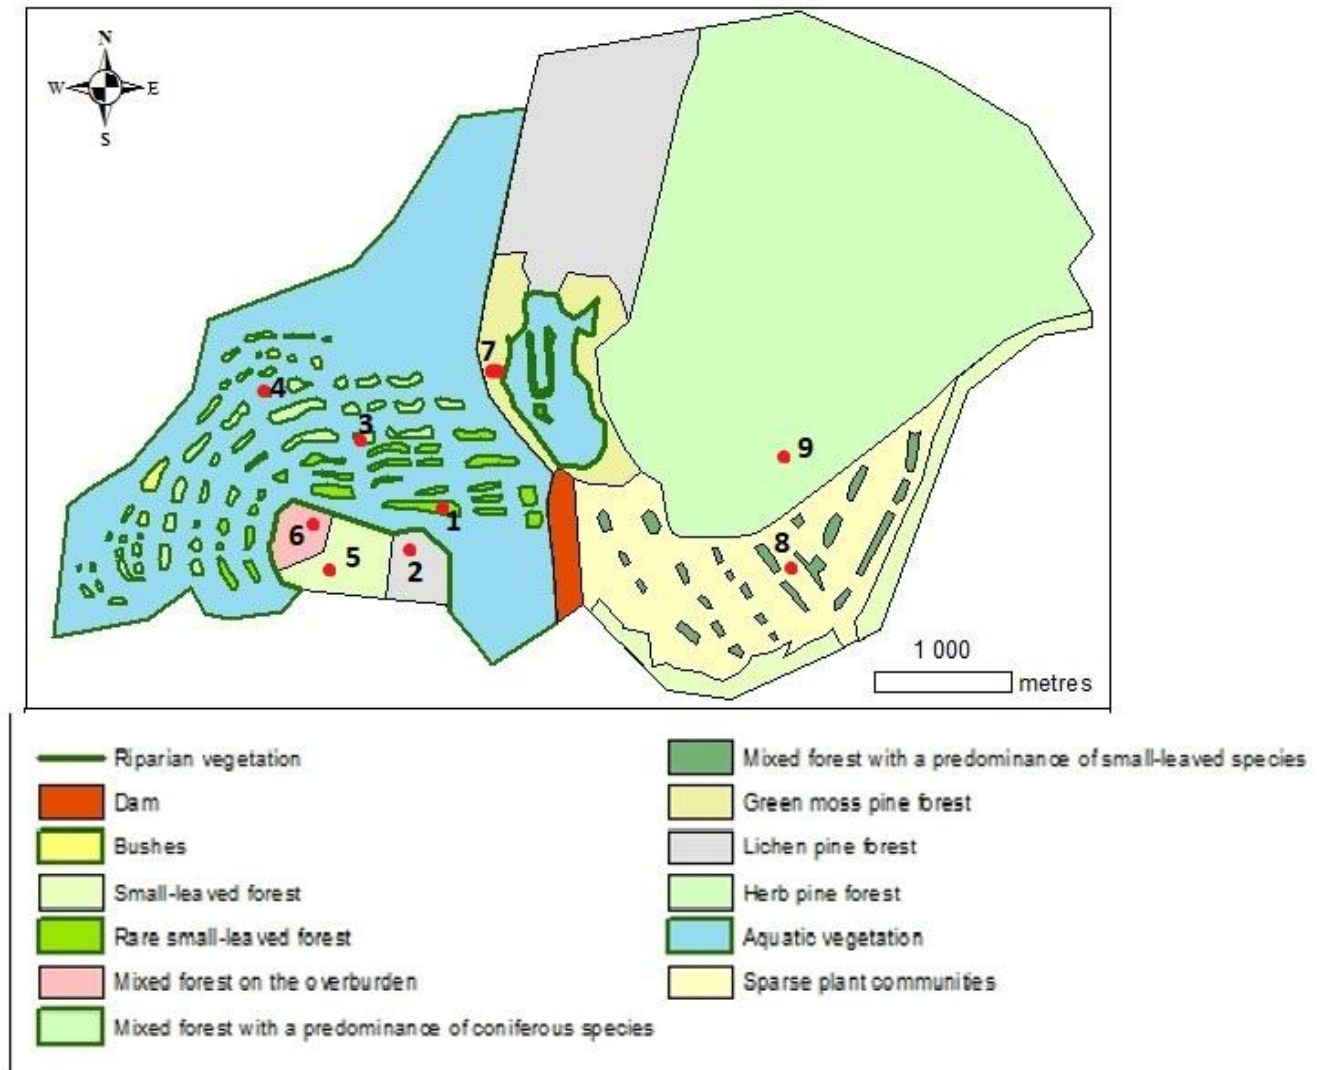 N
W E
S
7
4
3
9
1
6
5
2
8
1 000
metres
Riparian vegetation
Dam
Bushes
Small-leaved forest
Rare small-leaved forest
Mixed forest on the overburden
Mixed forest with a predominance of coniferous species
Mixed forest with a predominance of small-leaved species
Green moss pine forest
Lichen pine forest
Herb pine forest
Aquatic vegetation
Sparse plant communities